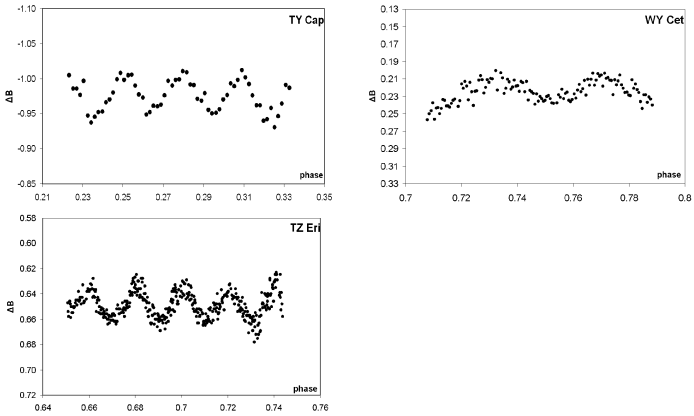 TY Cap
-1.10
-1.05
-1.00
-0.95
-0.90
-0.85
ΔB
phase
0.21 0.23 0.25 0.27 0.29 0.31 0.33 0.35
WY Cet
0.13
0.15
0.17
0.19
0.21
0.23
0.25
0.27
0.29
0.31
0.33
ΔB
phase
0.7 0.72 0.74 0.76 0.78 0.8
TZ Eri
0.58
0.60
0.62
0.64
0.66
0.68
0.70
0.72
ΔB
phase
0.64 0.66 0.68 0.7 0.72 0.74 0.76